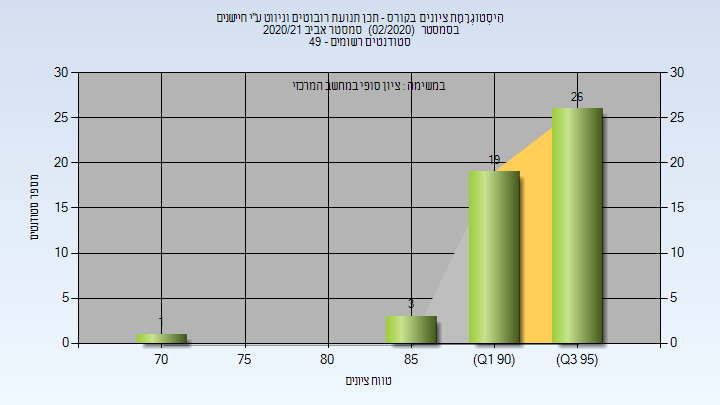 היסטוגרמת ציונים בקורס - תכן תנועת רובוטים וניווט ע"י חיישנים
בסמסטר (02/2020) סמסטר אביב 2020/21
סטודנטים רשומים - 49
במשימה : ציון סופי במחשב המרכזי
30 30
26
25 25
20 20
19
15 15
10 10
5 5
3
1
0 0
70 75 80 85 (Q1 90) (Q3 95)
מספר סטודנטים
טווח ציונים